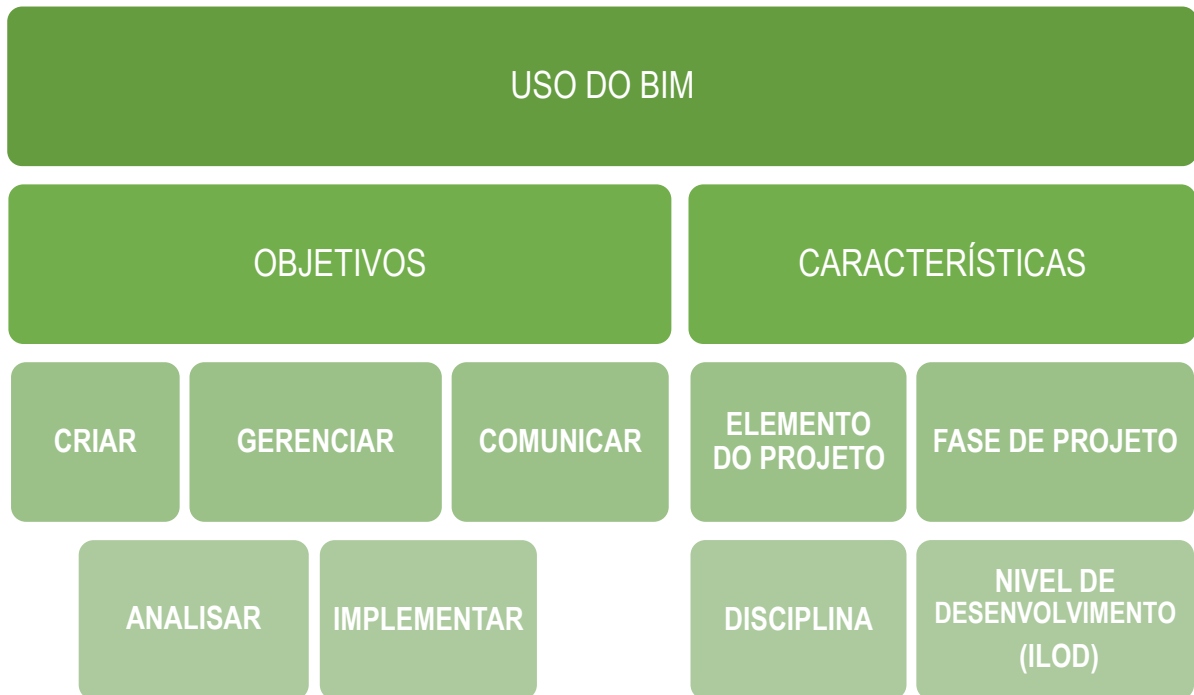 USO DO BIM
OBJETIVOS
CARACTERÍSTICAS
CRIAR
GERENCIAR
COMUNICAR
ELEMENTO
DO PROJETO
FASE DE PROJETO
ANALISAR
IMPLEMENTAR
DISCIPLINA
NIVEL DE
DESENVOLVIMENTO
(ILOD)